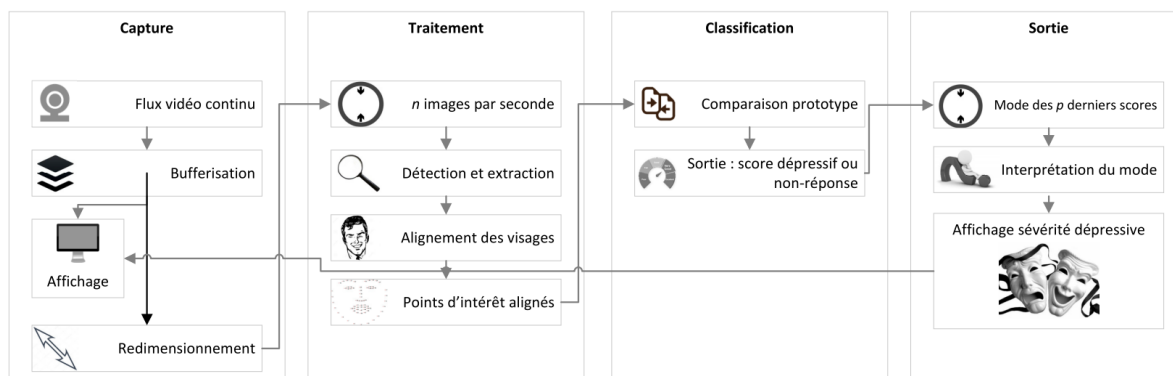 Capture
Flux vidéo continu
Bufferisation
Affichage
Redimensionnement
Traitement
n images par seconde
Détection et extraction
Alignement des visages
Points d’intérêt alignés
Classification
Comparaison prototype
Sortie : score dépressif ou
non-réponse
Sortie
Mode des p derniers scores
Interprétation du mode
Affichage sévérité dépressive